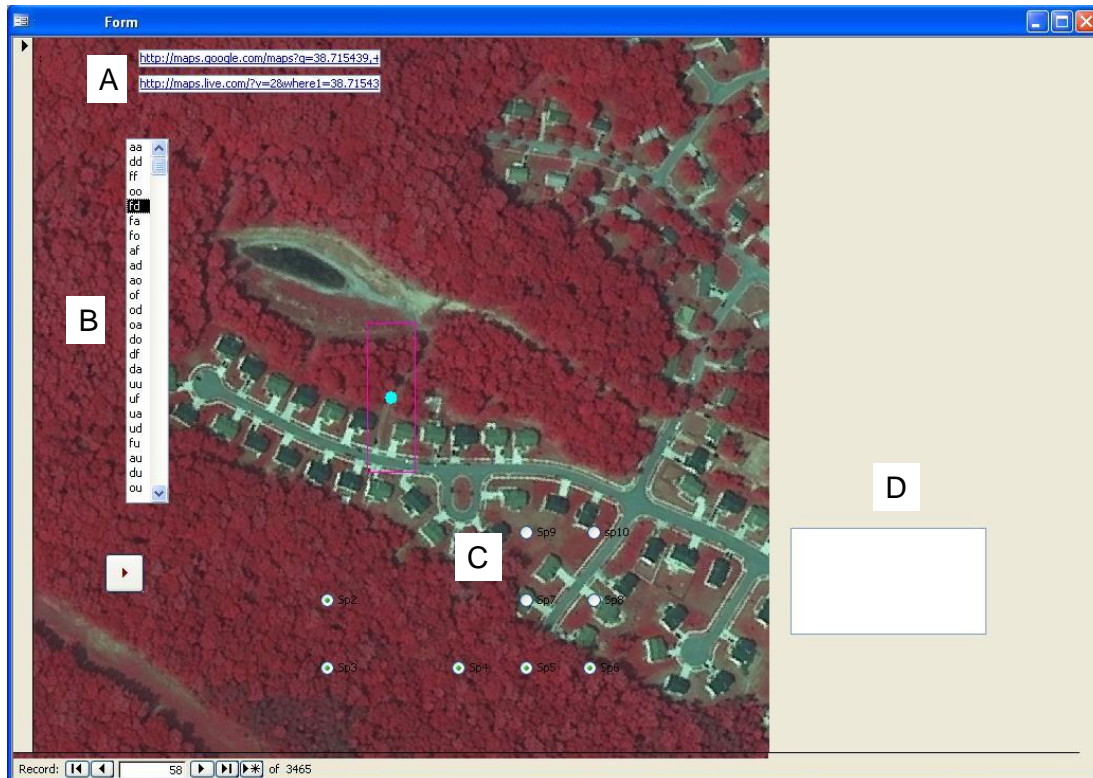 Form
A
http://maps.google.com/maps?q=38.715439,-
http://maps.live.com/?v=2&where1=38.71543
aa
dd
ff
oo
fd
fa
fo
af
ad
ao
of
od
oa
do
df
da
uu
uf
ua
ud
fu
au
du
ou
B
C
D
Sp9 sp10
Sp2 Sp7 Sp8
Sp3 Sp4 Sp5 Sp6
Record: 58 of 3465